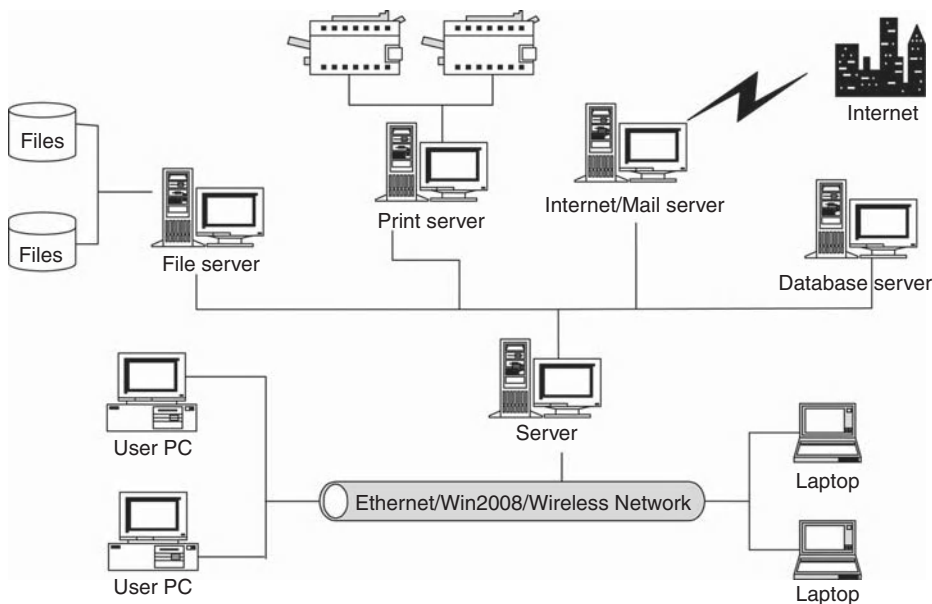 Internet
Files
Print server
Internet/Mail server
Files
File server
Database server
Server
User PC
Laptop
Ethernet/Win2008/Wireless Network
User PC
Laptop